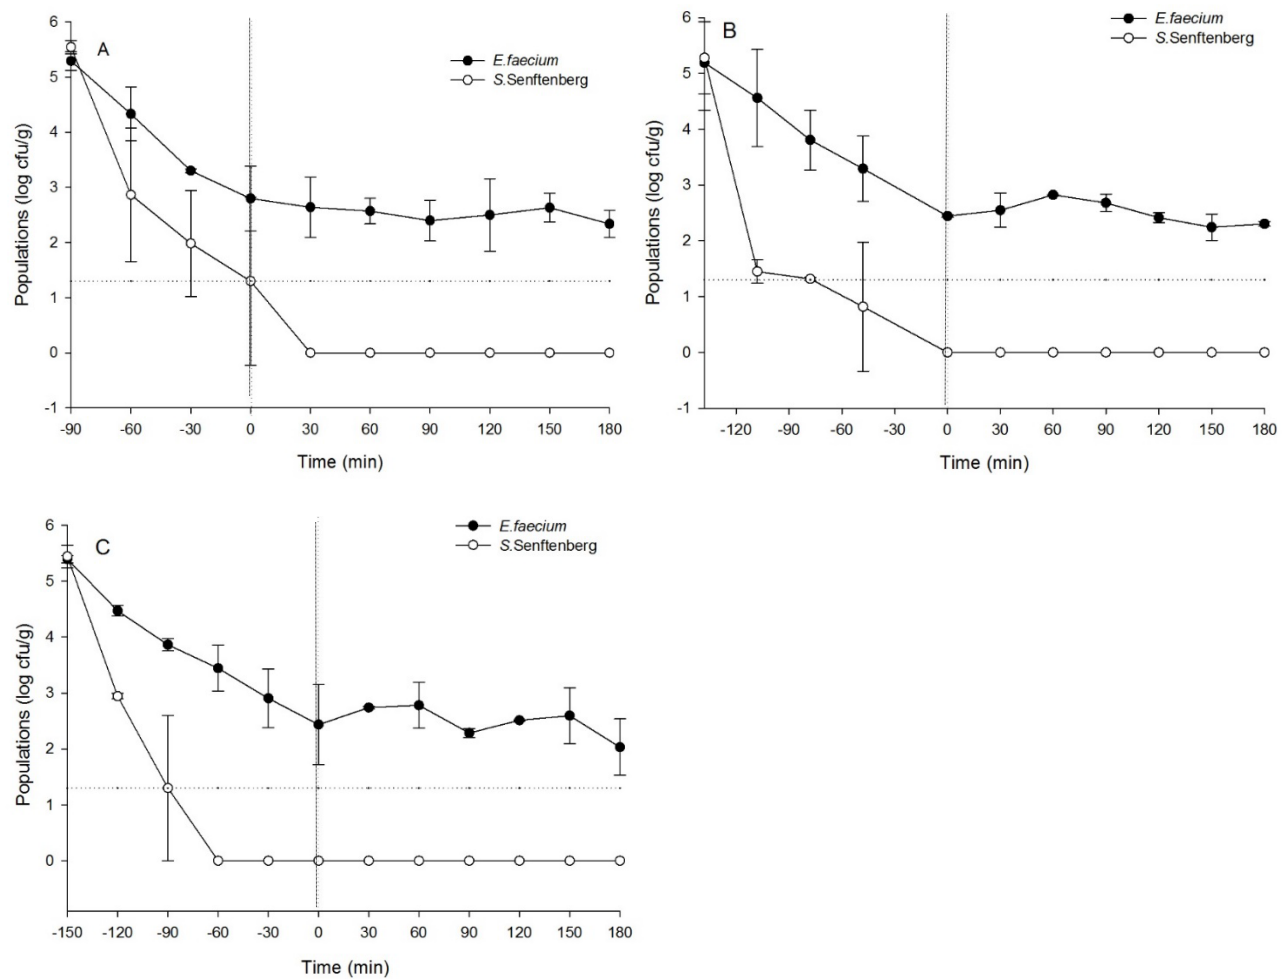 A
E.faecium
S.Senftenberg
Populations (log cfu/g)
6
5
4
3
2
1
0
-1
-90 -60 -30 0 30 60 90 120 150 180
Time (min)
B
E.faecium
S.Senftenberg
Populations (log cfu/g)
6
5
4
3
2
1
0
-1
-120 -90 -60 -30 0 30 60 90 120 150 180
Time (min)
C
E.faecium
S.Senftenberg
Populations (log cfu/g)
6
5
4
3
2
1
0
-150 -120 -90 -60 -30 0 30 60 90 120 150 180
Time (min)